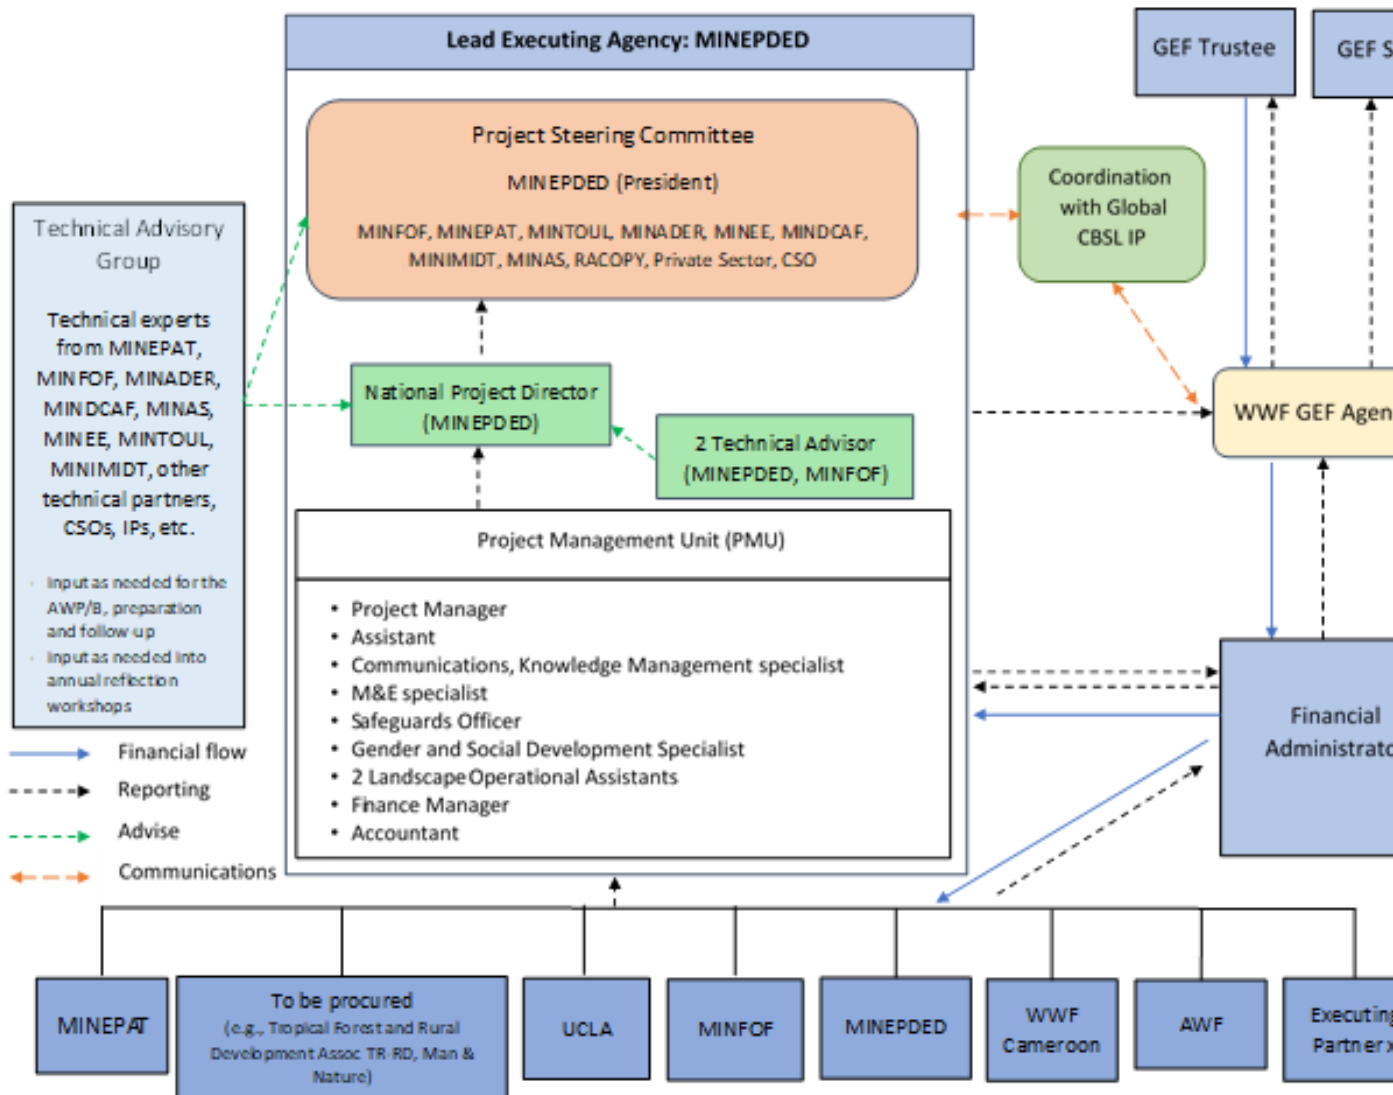 Lead Executing Agency: MINEPDED
GEF Trustee
GEF S
Project Steering Committee
MINEPDED (President)
MINFOF, MINEPAT, MINTOUL, MINADER, MINEE, MINDCAF,
MINIMIDT, MINAS, RACOPY, Private Sector, CSO
Coordination
with Global
CBSL IP
Technical Advisory
Group
Technical experts
from MINEPAT,
MINFOF, MINADER,
MINDCAF, MINAS,
MINEE, MINTOUL,
MINIMIDT, other
technical partners,
CSOs, IPs, etc.
Input as needed for the
AWP/B, preparation
and follow-up
Input as needed into
annual reflection
workshops
National Project Director
(MINEPDED)
2 Technical Advisor
(MINEPDED, MINFOF)
WWF GEF Agen
Project Management Unit (PMU)
• Project Manager
• Assistant
• Communications, Knowledge Management specialist
• M&E specialist
• Safeguards Officer
• Gender and Social Development Specialist
• 2 Landscape Operational Assistants
• Finance Manager
• Accountant
Financial
Administrato
Financial flow
Reporting
Advise
Communications
MINEPAT
To be procured
(e.g., Tropical Forest and Rural
Development Assoc TR-RD, Man &
Nature)
UCLA
MINFOF
MINEPDED
WWF
Cameroon
AWF
Executing
Partner x